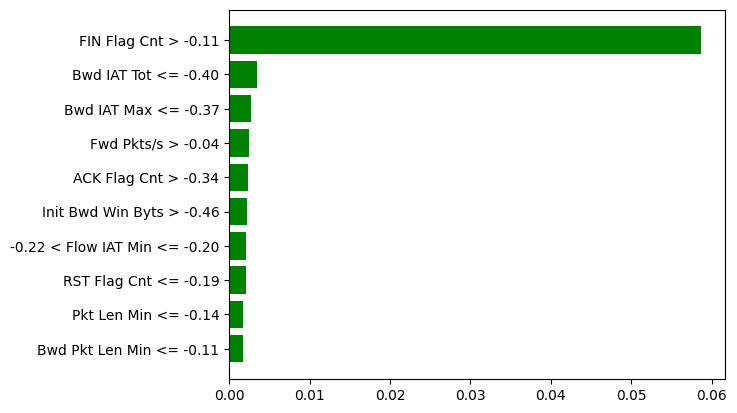 FIN Flag Cnt > -0.11
Bwd IAT Tot <= -0.40
Bwd IAT Max <= -0.37
Fwd Pkts/s > -0.04
ACK Flag Cnt > -0.34
Init Bwd Win Byts > -0.46
-0.22 < Flow IAT Min <= -0.20
RST Flag Cnt <= -0.19
Pkt Len Min <= -0.14
Bwd Pkt Len Min <= -0.11
0.00 0.01 0.02 0.03 0.04 0.05 0.06